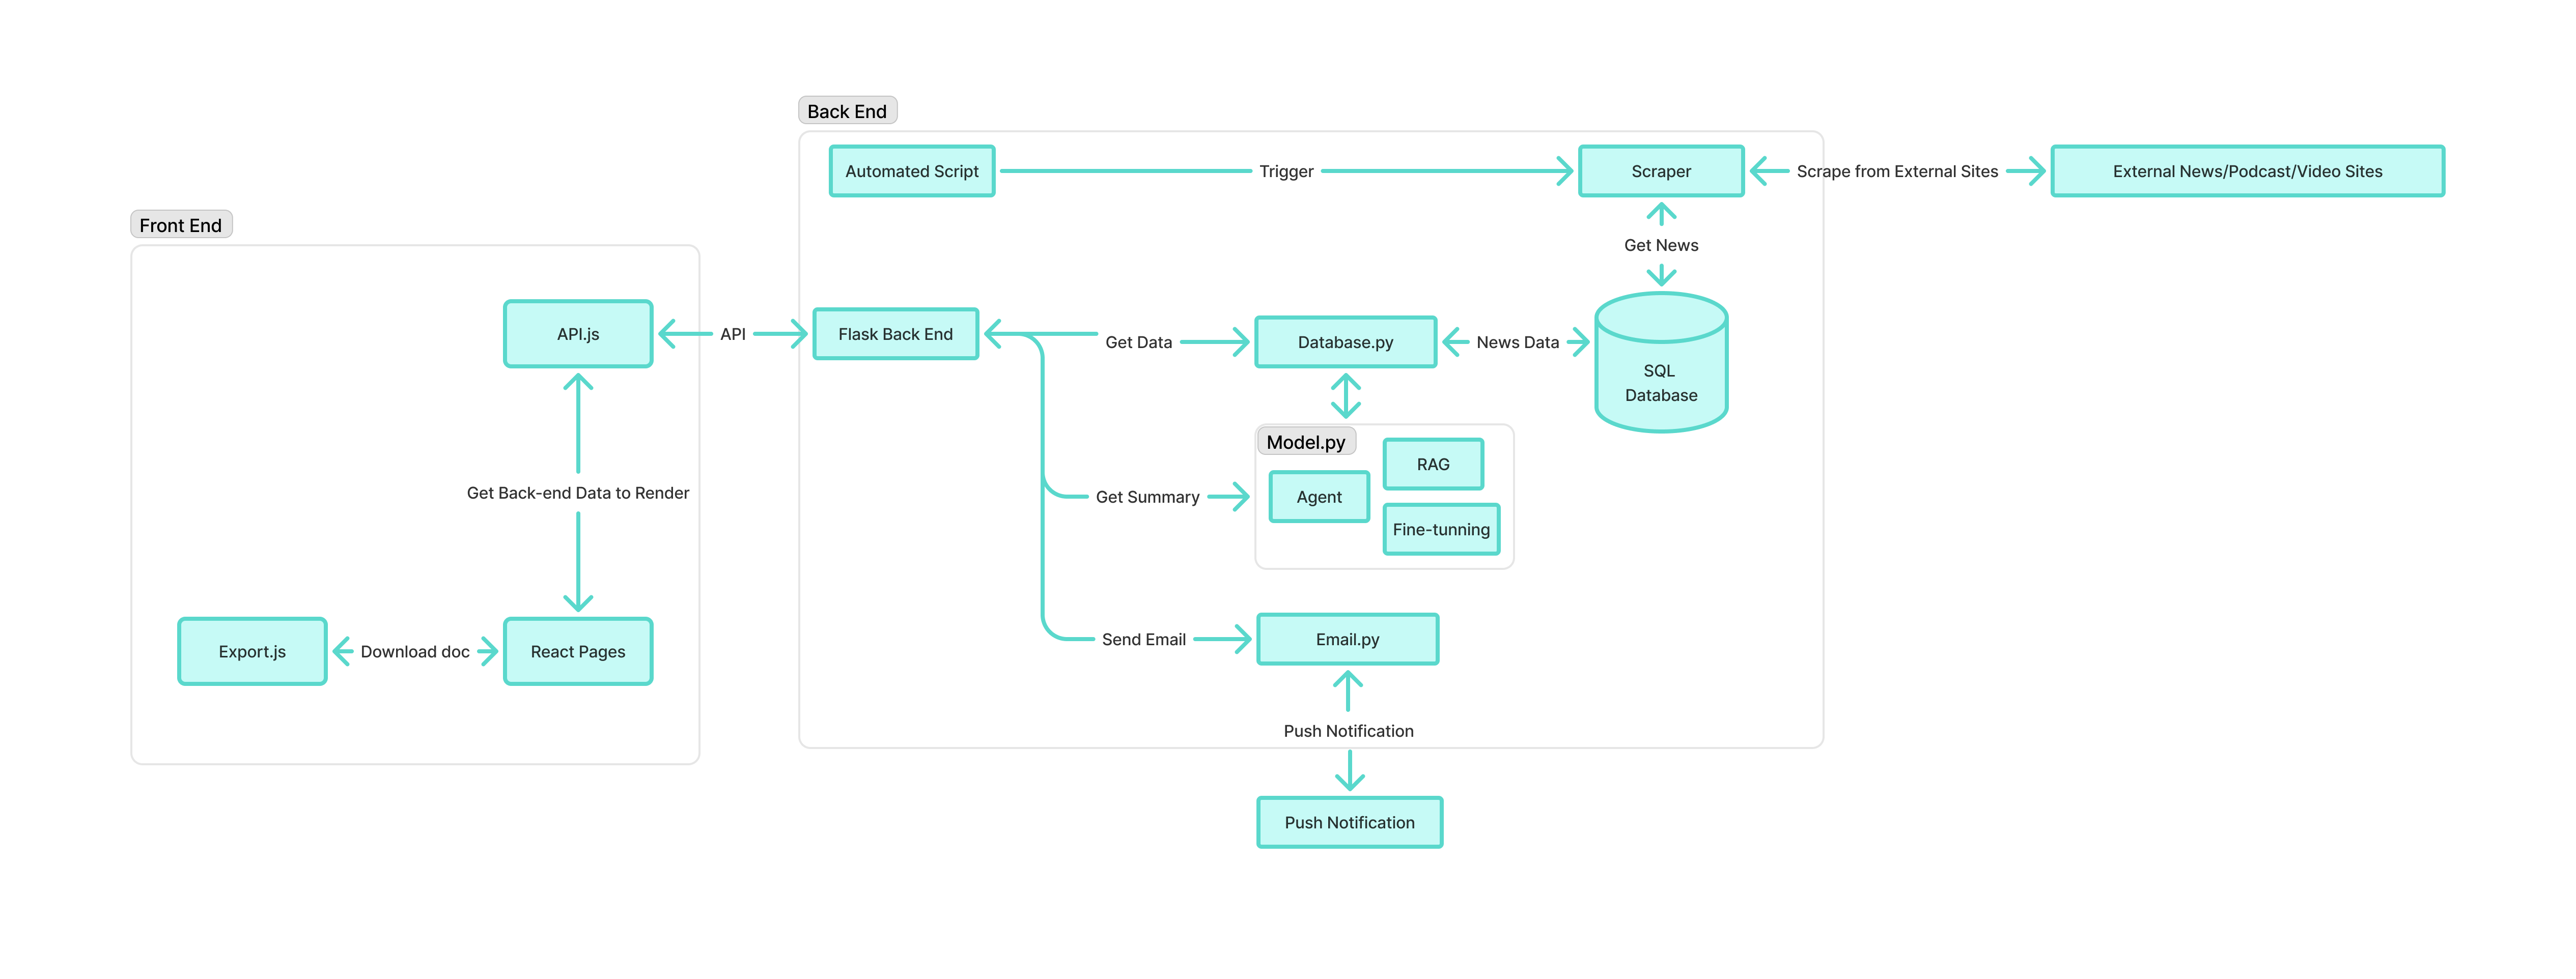 Back End
Automated Script
Trigger
Scraper
Scrape from External Sites
External News/Podcast/Video Sites
Front End
Get News
API.js
API
Flask Back End
Get Data
Database.py
News Data
SQL
Database
Model.py
RAG
Agent
Fine-tunning
Get Back-end Data to Render
Get Summary
Export.js
Download doc
React Pages
Send Email
Email.py
Push Notification
Push Notification